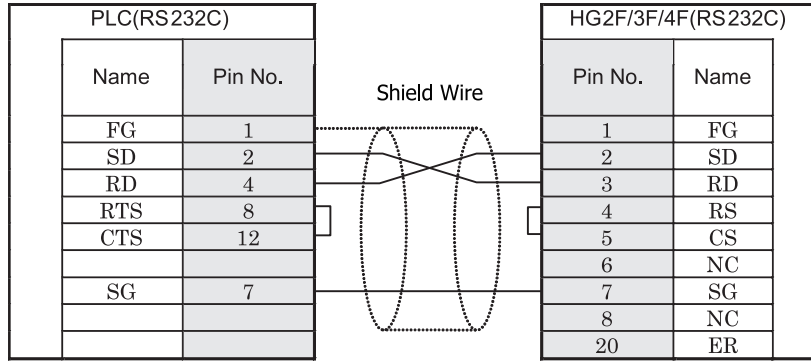 PLC(RS232C) HG2F/3F/4F(RS232C)
Name Pin No. Shield Wire Pin No. Name
FG 1 1 FG
SD 2 2 SD
RD 4 3 RD
RTS 8 4 RS
CTS 12 5 CS
6 NC
SG 7 7 SG
8 NC
20 ER